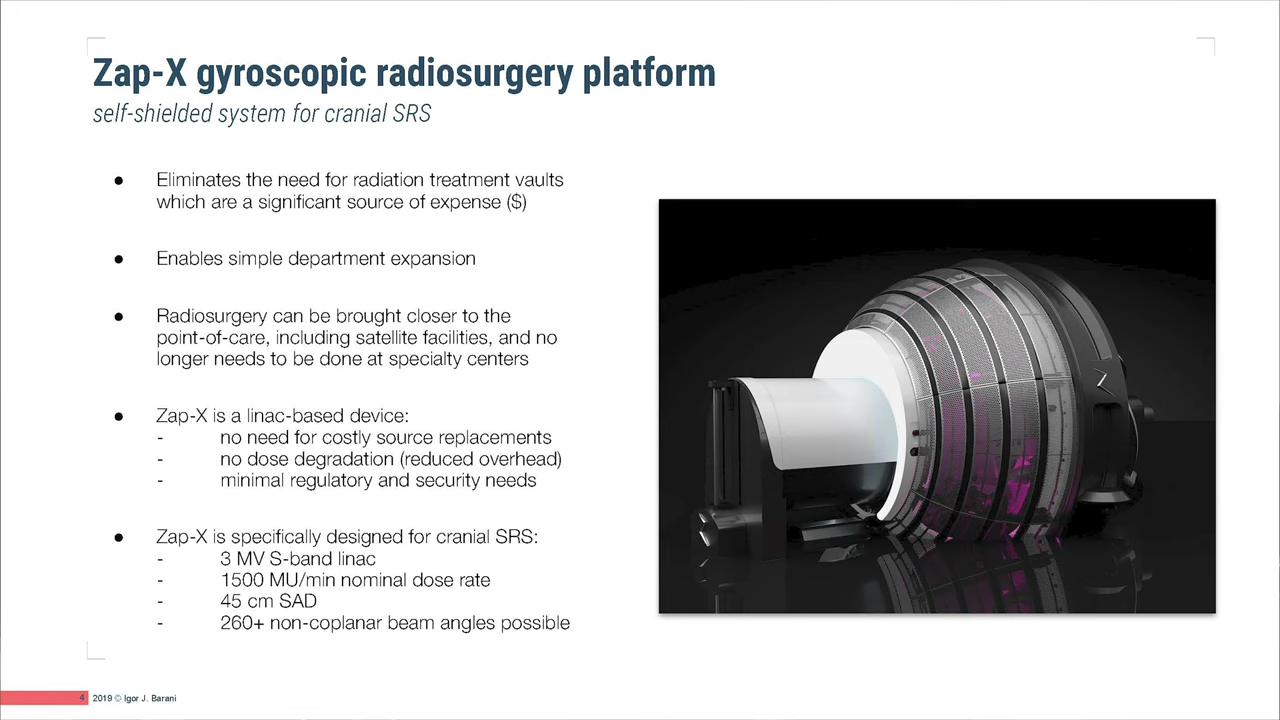 Zap-X gyroscopic radiosurgery platform
self-shielded system for cranial SRS
● Eliminates the need for radiation treatment vaults
which are a significant source of expense ($)
● Enables simple department expansion
● Radiosurgery can be brought closer to the
point-of-care, including satellite facilities, and no
longer needs to be done at specialty centers
● Zap-X is a linac-based device:
- no need for costly source replacements
- no dose degradation (reduced overhead)
- minimal regulatory and security needs
● Zap-X is specifically designed for cranial SRS:
- 3 MV S-band linac
- 1500 MU/min nominal dose rate
- 45 cm SAD
- 260+ non-coplanar beam angles possible
4 2019 © Igor J. Barani